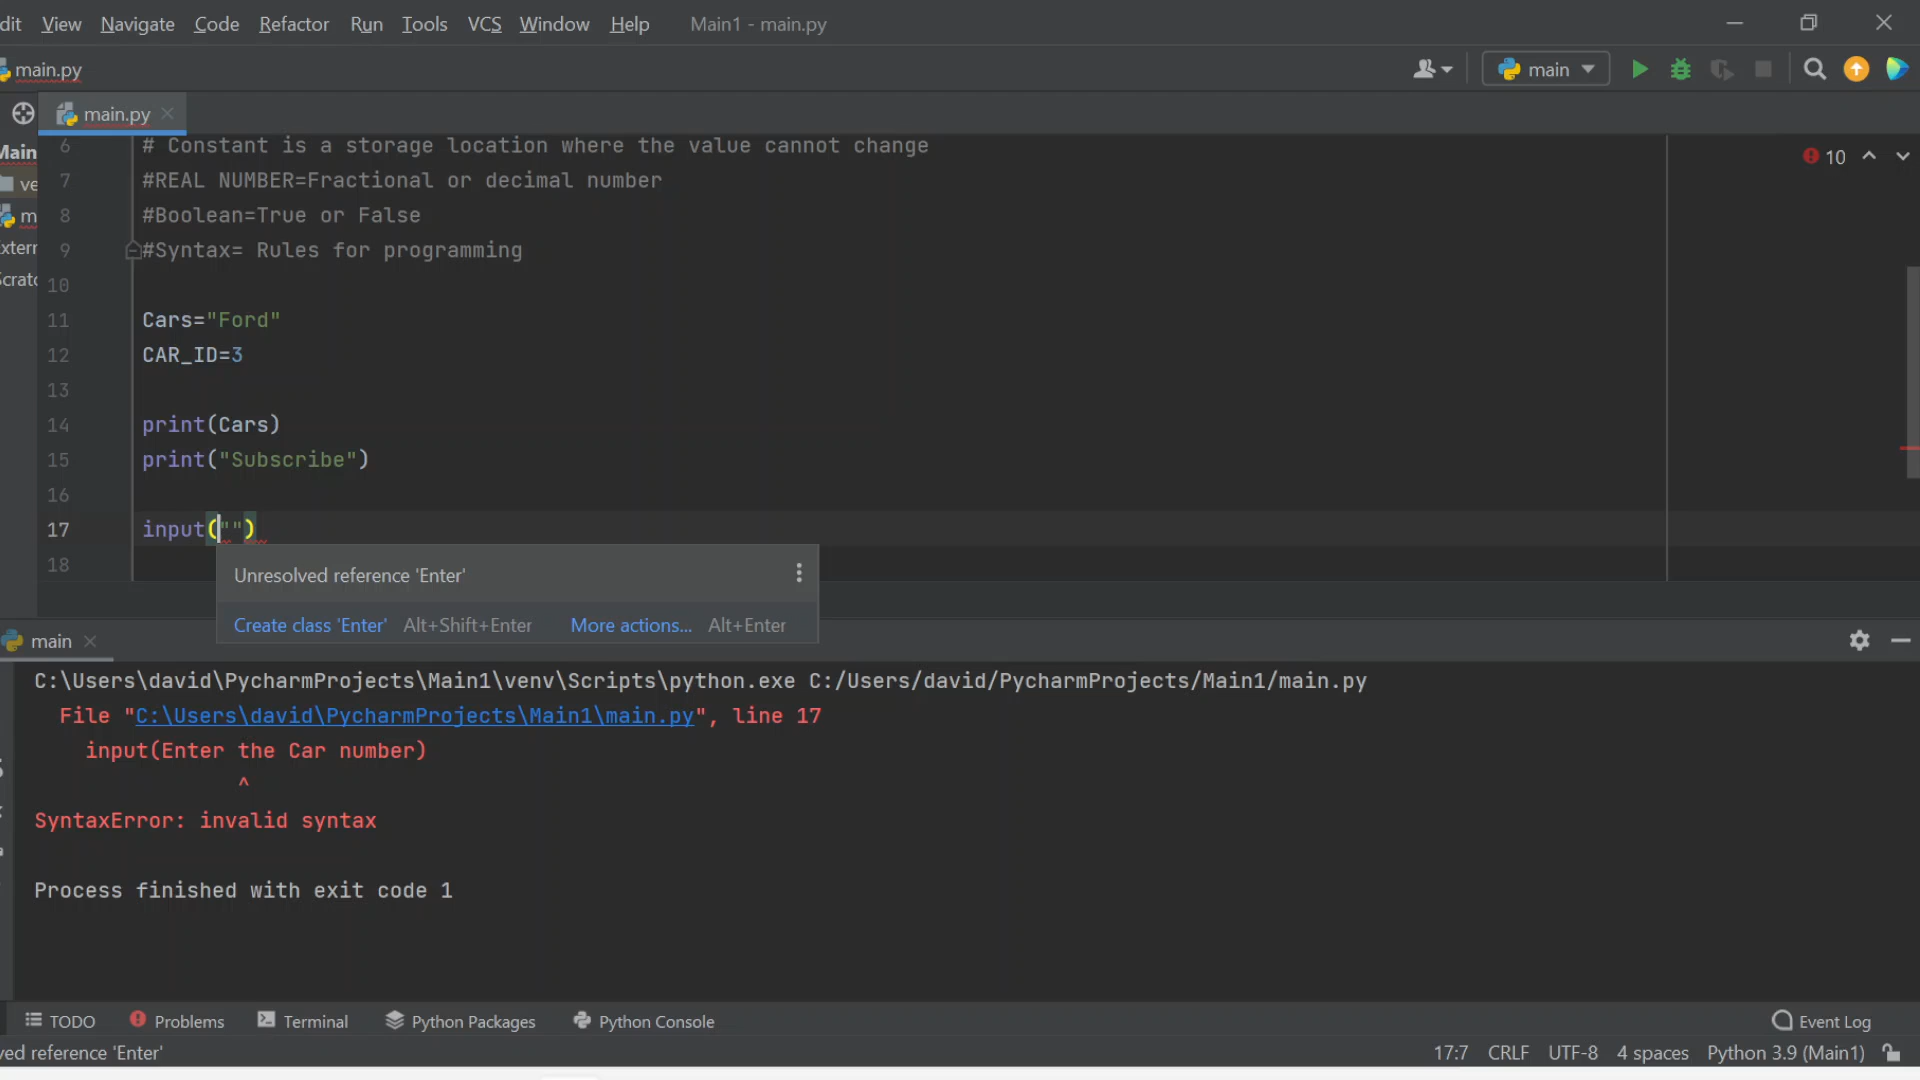 dit View Navigate Code Refactor Run Tools VCS Window Help Main1 - main.py
main.py main
main.py
Main
ve
m
Extern
Scratc
10
6 # Constant is a storage location where the value cannot change
7 #REAL NUMBER=Fractional or decimal number
8 #Boolean=True or False
9 #Syntax= Rules for programming
10
11 Cars="Ford"
12 CAR_ID=3
13
14 print(Cars)
15 print("Subscribe")
16
17 input("")
18
Unresolved reference 'Enter'
Create class 'Enter' Alt+Shift+Enter More actions... Alt+Enter
main
C:\Users\david\PycharmProjects\Main1\venv\Scripts\python.exe C:/Users/david/PycharmProjects/Main1/main.py
File "C:\Users\david\PycharmProjects\Main1\main.py", line 17
input(Enter the Car number)
^
SyntaxError: invalid syntax
Process finished with exit code 1
TODO Problems Terminal Python Packages Python Console Event Log
ved reference 'Enter' 17:7 CRLF UTF-8 4 spaces Python 3.9 (Main1)